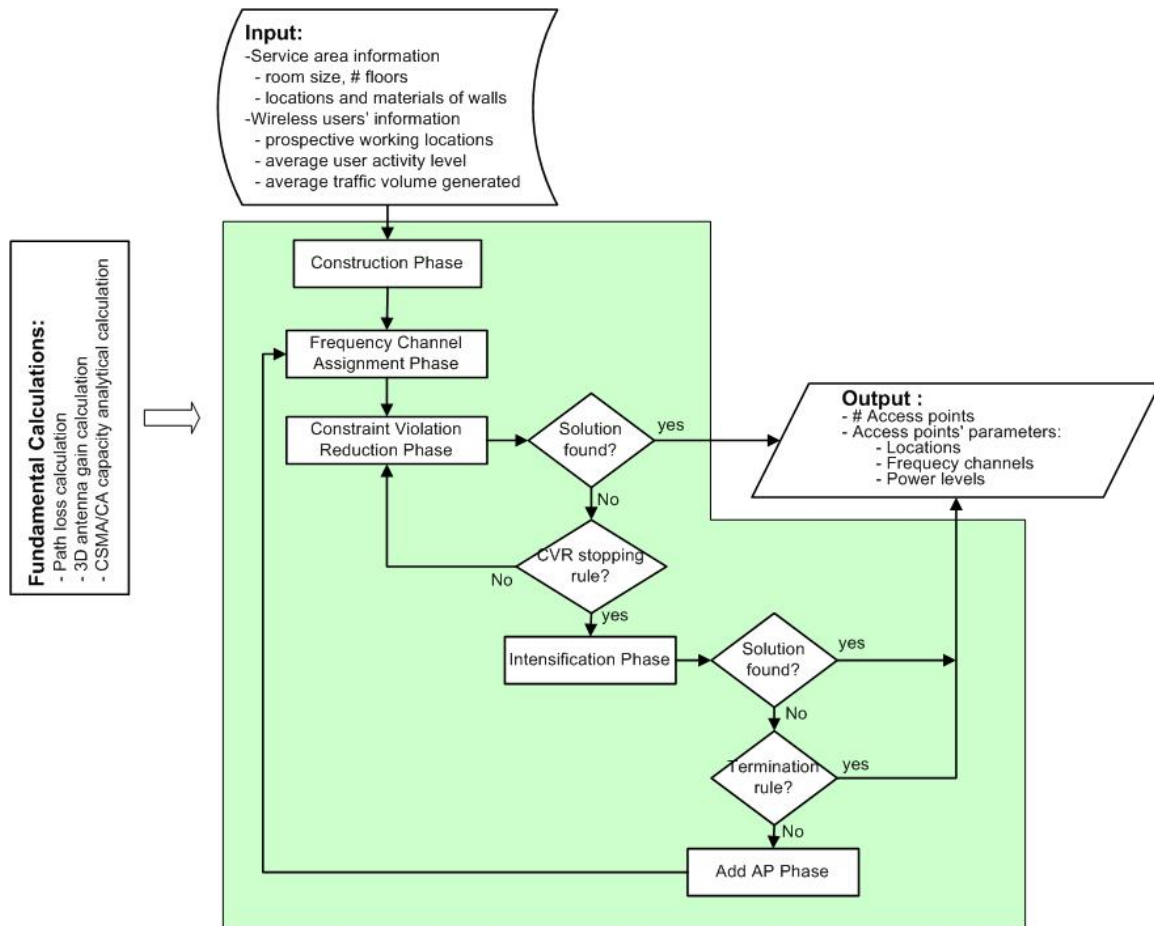 Input:
-Service area information
- room size, # floors
- locations and materials of walls
-Wireless users' information
- prospective working locations
- average user activity level
- average traffic volume generated
Fundamental Calculations:
- Path loss calculation
- 3D antenna gain calculation
- CSMA/CA capacity analytical calculation
Construction Phase
Frequency Channel
Assignment Phase
Constraint Violation
Reduction Phase
Solution
found?
yes
No
Output :
- # Access points
- Access points' parameters:
- Locations
- Frequecy channels
- Power levels
CVR stopping
rule?
No
yes
Intensification Phase
Solution
found?
yes
No
Termination
rule?
yes
No
Add AP Phase